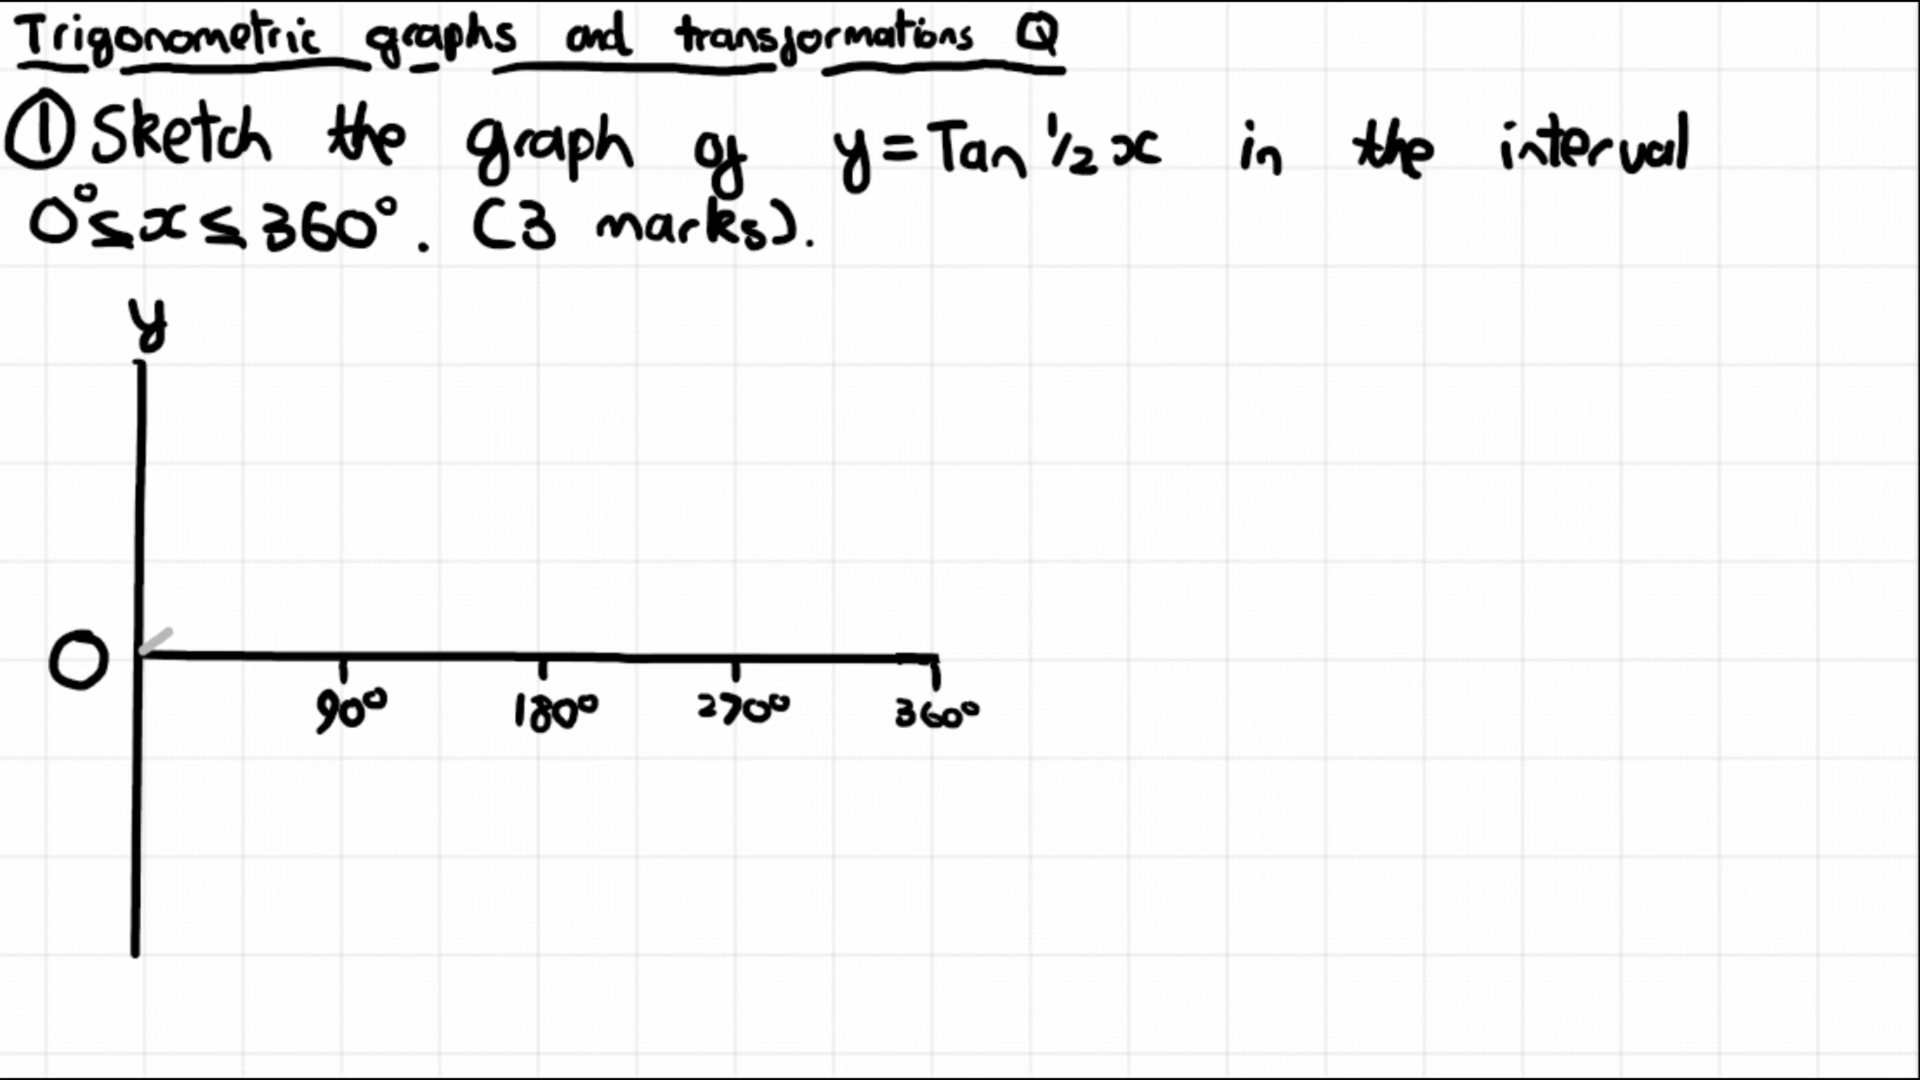 Trigonometric graphs and transformations Q
① Sketch the graph of y = Tan ½ x in the interval
0° ≤ x ≤ 360°. (3 marks).
y
O
90° 180° 270° 360°